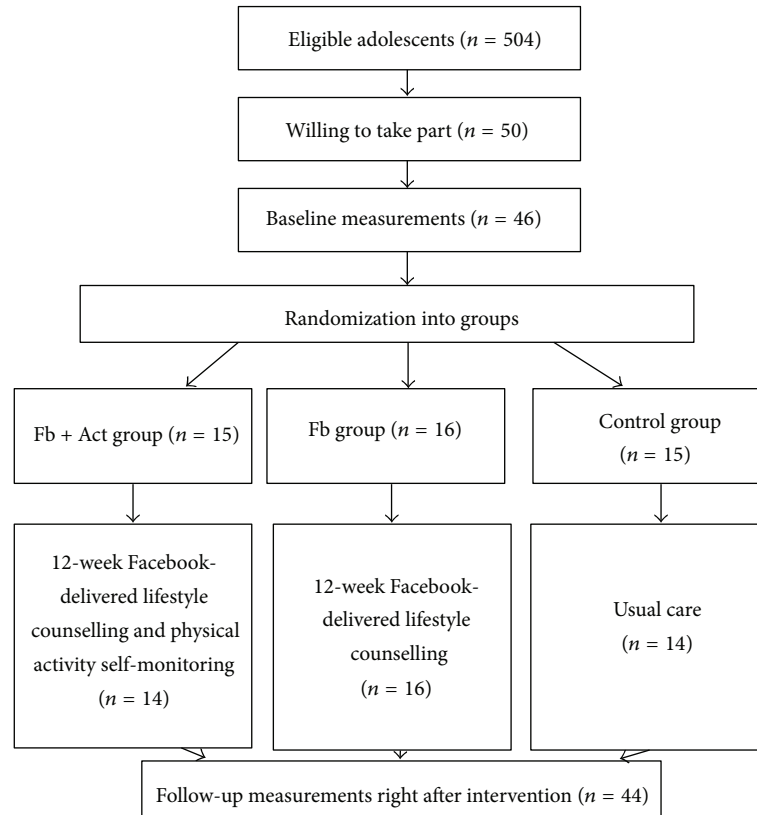 Eligible adolescents (n = 504)
Willing to take part (n = 50)
Baseline measurements (n = 46)
Randomization into groups
Fb + Act group (n = 15)
Fb group (n = 16)
Control group
(n = 15)
12-week Facebook-
delivered lifestyle
counselling and physical
activity self-monitoring
(n = 14)
12-week Facebook-
delivered lifestyle
counselling
(n = 16)
Usual care
(n = 14)
Follow-up measurements right after intervention (n = 44)